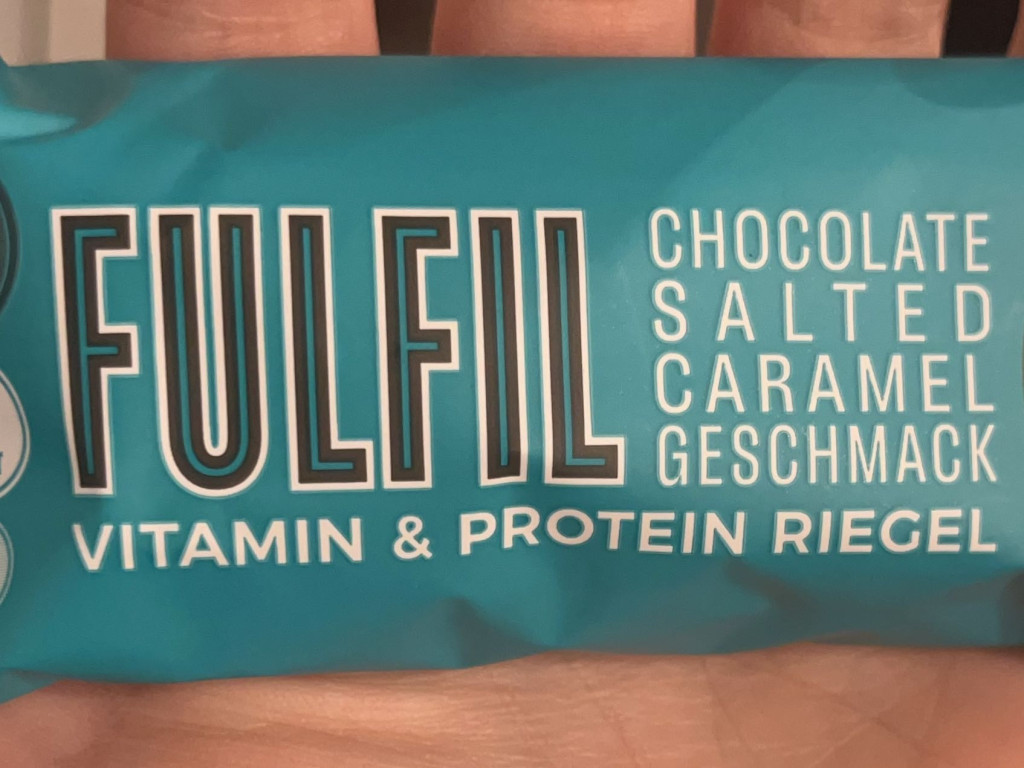 FULFIL
CHOCOLATE
SALTED
CARAMEL
GESCHMACK
VITAMIN & PROTEIN RIEGEL